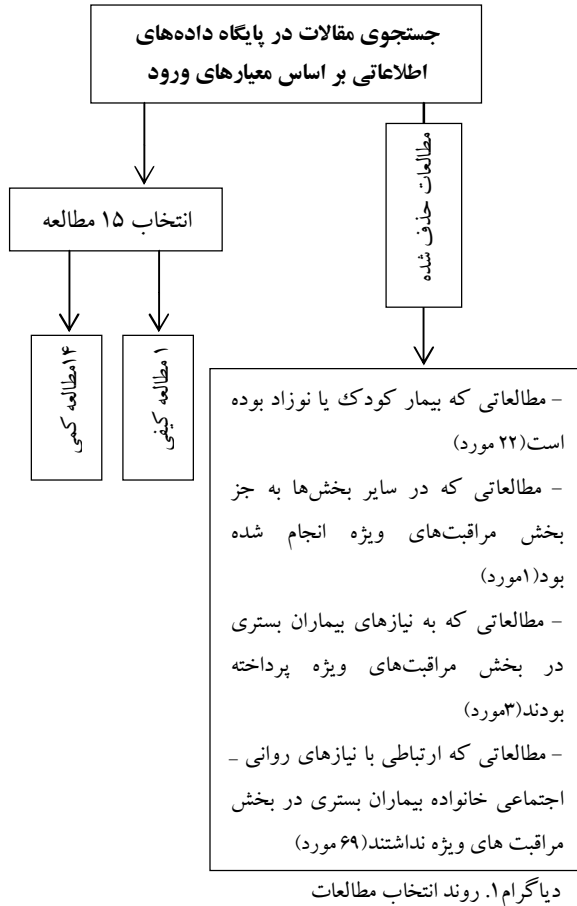 جستجوی مقالات در پایگاه داده‌های
اطلاعاتی بر اساس معیارهای ورود
مطالعات حذف شده
انتخاب ۱۵ مطالعه
۱ مطالعه کیفی
۱۴مطالعه کمی
- مطالعاتی که بیمار کودک یا نوزاد بوده
است(۲۲ مورد)
- مطالعاتی که در سایر بخش‌ها به جز
بخش مراقبت‌های ویژه انجام شده
بود(۱مورد)
- مطالعاتی که به نیازهای بیماران بستری
در بخش مراقبت‌های ویژه پرداخته
بودند(۳مورد)
- مطالعاتی که ارتباطی با نیازهای روانی –
اجتماعی خانواده بیماران بستری در بخش
مراقبت های ویژه نداشتند(۶۹ مورد)
دیاگرام۱. روند انتخاب مطالعات